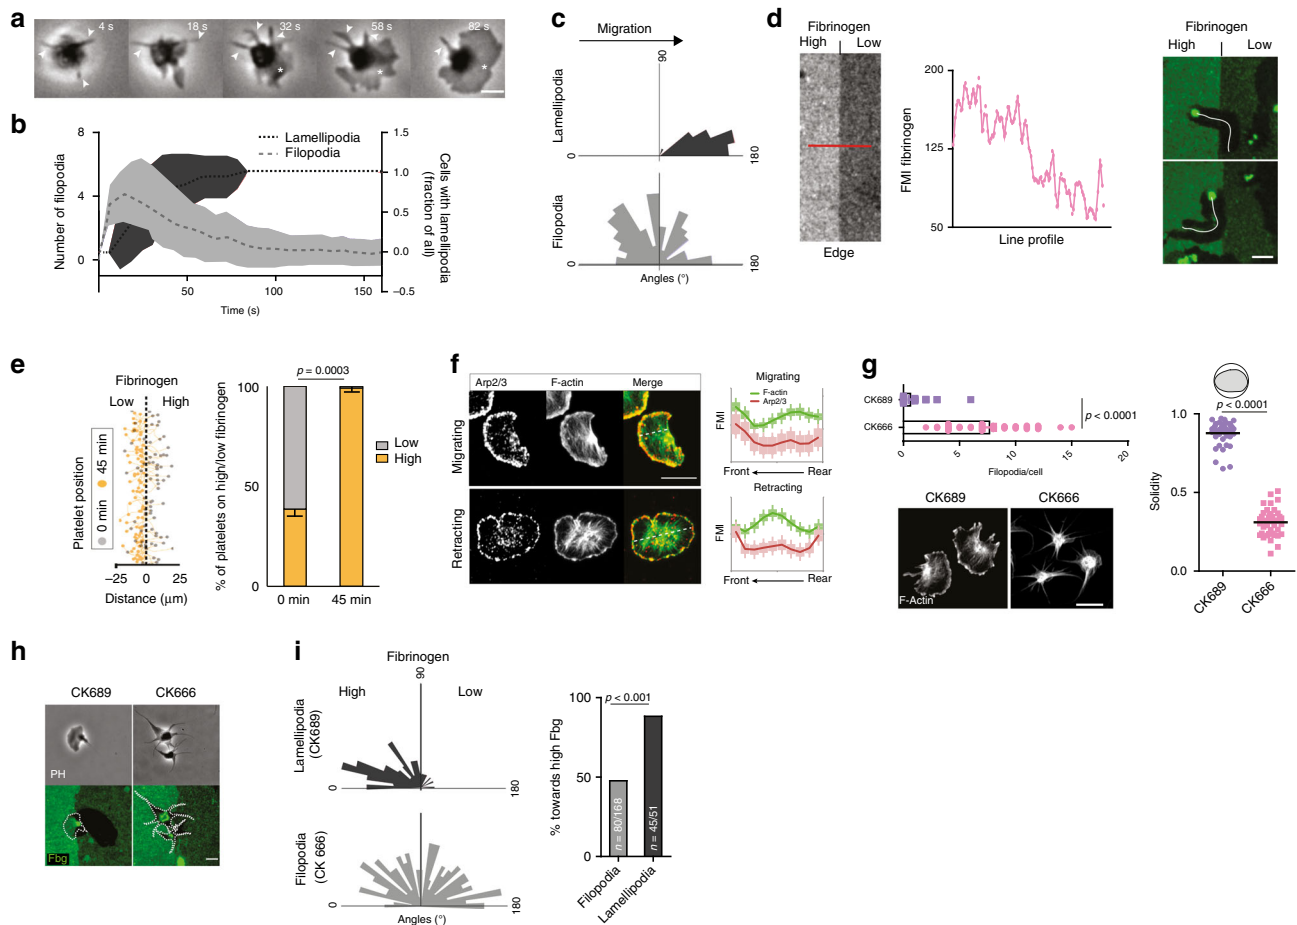 a
4 s
18 s
32 s
58 s
82 s
*
*
*
b
8
4
0
Number of filopodia
Lamellipodia
Filopodia
1.5
1.0
0.5
0.0
−0.5
Cells with lamellipodia
(fraction of all)
50
100
150
Time (s)
c
Migration
90
Lamellipodia
0
180
Filopodia
0
180
Angles (°)
d
Fibrinogen
High
Low
Edge
200
125
50
FMI fibrinogen
Line profile
Fibrinogen
High
Low
e
Fibrinogen
Low
High
Platelet position
0 min
45 min
−25
0
25
Distance (μm)
p = 0.0003
100
50
0
% of platelets on high/low fibrinogen
Low
High
0 min
45 min
f
Arp2/3
F-actin
Merge
Migrating
Retracting
Migrating
F-actin
Arp2/3
FMI
Front
Rear
Retracting
FMI
Front
Rear
g
CK689
CK666
p < 0.0001
0
5
10
15
20
Filopodia/cell
CK689
CK666
F-Actin
p < 0.0001
1.0
0.5
0.0
Solidity
CK689
CK666
h
CK689
CK666
PH
Fbg
i
Fibrinogen
High
90
Low
Lamellipodia
(CK689)
0
180
Filopodia
(CK 666)
0
180
Angles (°)
p < 0.001
100
50
0
% towards high Fbg
n = 80/168
n = 45/51
Filopodia
Lamellipodia